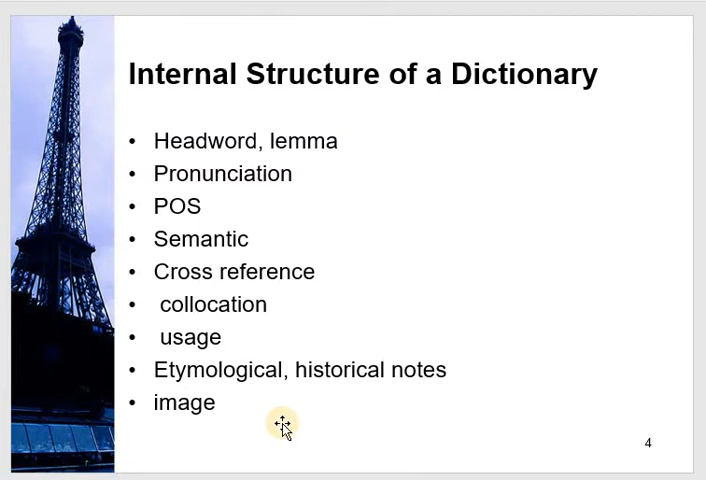 Internal Structure of a Dictionary
• Headword, lemma
• Pronunciation
• POS
• Semantic
• Cross reference
• collocation
• usage
• Etymological, historical notes
• image
4